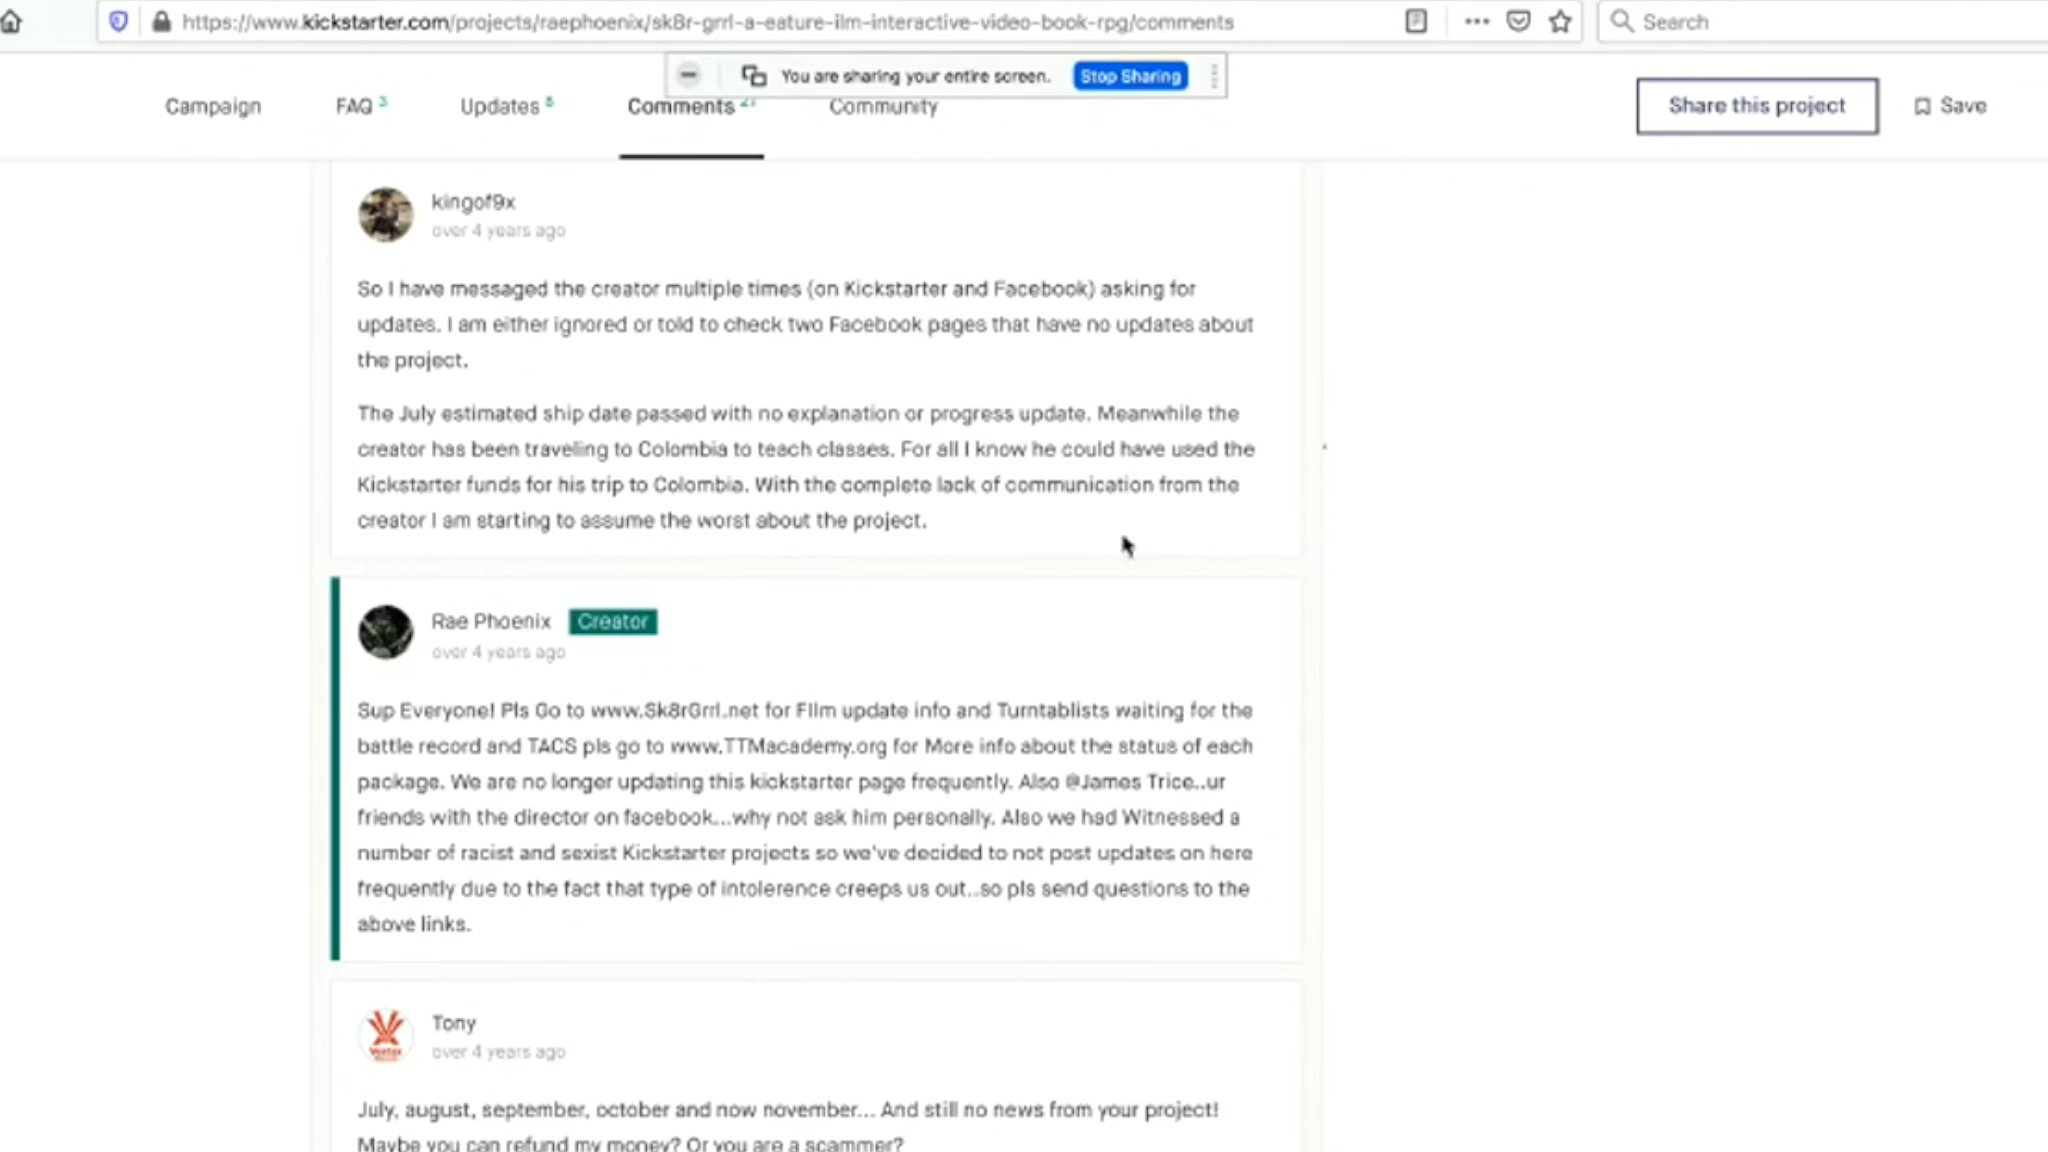 https://www.kickstarter.com/projects/raephoenix/sk8r-grrl-a-eature-ilm-interactive-video-book-rpg/comments
Search
You are sharing your entire screen. Stop Sharing
Campaign FAQ 3 Updates Comments Community Share this project Save
kingof9x
over 4 years ago
So I have messaged the creator multiple times (on Kickstarter and Facebook) asking for
updates. I am either ignored or told to check two Facebook pages that have no updates about
the project.
The July estimated ship date passed with no explanation or progress update. Meanwhile the
creator has been traveling to Colombia to teach classes. For all I know he could have used the
Kickstarter funds for his trip to Colombia. With the complete lack of communication from the
creator I am starting to assume the worst about the project.
Rae Phoenix Creator
over 4 years ago
Sup Everyone! Pls Go to www.Sk8rGrrl.net for FIlm update info and Turntablists waiting for the
battle record and TACS pls go to www.TTMacademy.org for More info about the status of each
package. We are no longer updating this kickstarter page frequently. Also @James Trice..ur
friends with the director on facebook...why not ask him personally. Also we had Witnessed a
number of racist and sexist Kickstarter projects so we've decided to not post updates on here
frequently due to the fact that type of intolerence creeps us out..so pls send questions to the
above links.
Tony
over 4 years ago
July, august, september, october and now november... And still no news from your project!
Maybe you can refund my money? Or you are a scammer?